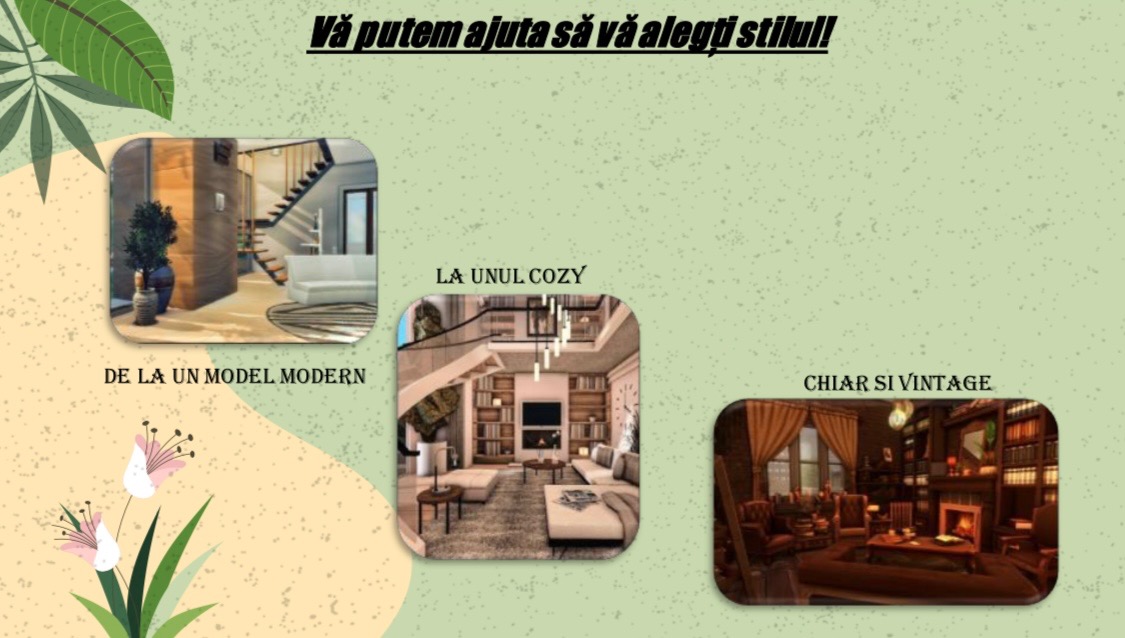 Vă putem ajuta să vă alegți stilul!
LA UNUL COZY
DE LA UN MODEL MODERN
CHIAR SI VINTAGE